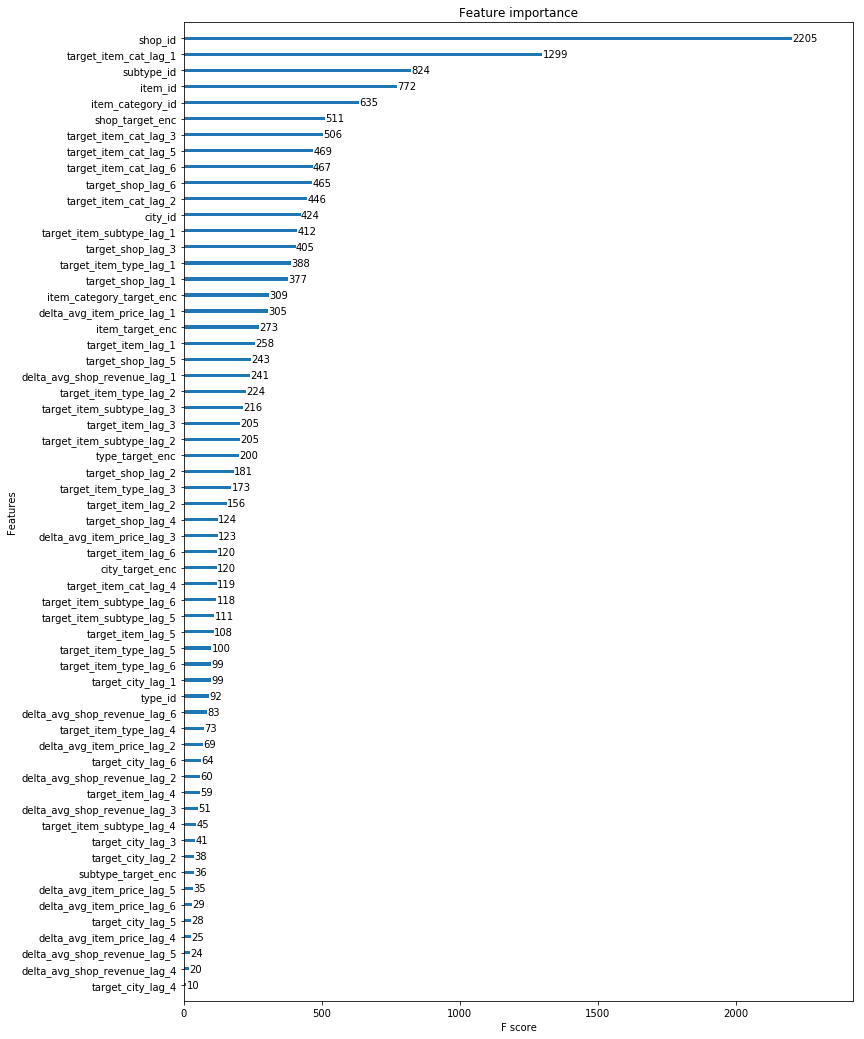 Feature importance
shop_id 2205
target_item_cat_lag_1 1299
subtype_id 824
item_id 772
item_category_id 635
shop_target_enc 511
target_item_cat_lag_3 506
target_item_cat_lag_5 469
target_item_cat_lag_6 467
target_shop_lag_6 465
target_item_cat_lag_2 446
city_id 424
target_item_subtype_lag_1 412
target_shop_lag_3 405
target_item_type_lag_1 388
target_shop_lag_1 377
item_category_target_enc 309
delta_avg_item_price_lag_1 305
item_target_enc 273
target_item_lag_1 258
target_shop_lag_5 243
delta_avg_shop_revenue_lag_1 241
target_item_type_lag_2 224
target_item_subtype_lag_3 216
target_item_lag_3 205
target_item_subtype_lag_2 205
type_target_enc 200
target_shop_lag_2 181
target_item_type_lag_3 173
target_item_lag_2 156
target_shop_lag_4 124
delta_avg_item_price_lag_3 123
target_item_lag_6 120
city_target_enc 120
target_item_cat_lag_4 119
target_item_subtype_lag_6 118
target_item_subtype_lag_5 111
target_item_lag_5 108
target_item_type_lag_5 100
target_item_type_lag_6 99
target_city_lag_1 99
type_id 92
delta_avg_shop_revenue_lag_6 83
target_item_type_lag_4 73
delta_avg_item_price_lag_2 69
target_city_lag_6 64
delta_avg_shop_revenue_lag_2 60
target_item_lag_4 59
delta_avg_shop_revenue_lag_3 51
target_item_subtype_lag_4 45
target_city_lag_3 41
target_city_lag_2 38
subtype_target_enc 36
delta_avg_item_price_lag_5 35
delta_avg_item_price_lag_6 29
target_city_lag_5 28
delta_avg_item_price_lag_4 25
delta_avg_shop_revenue_lag_5 24
delta_avg_shop_revenue_lag_4 20
target_city_lag_4 10
Features
0 500 1000 1500 2000
F score